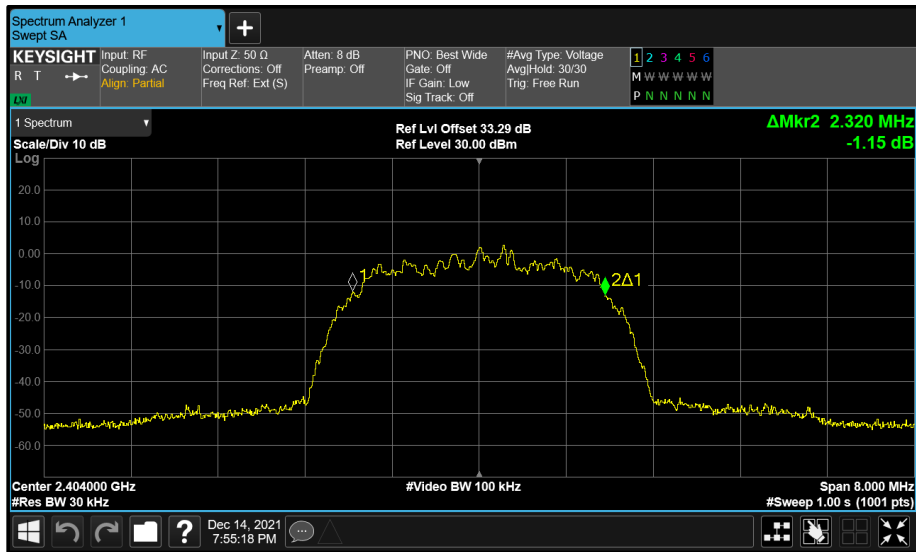 Spectrum Analyzer 1
Swept SA
+
KEYSIGHT
R T
LXI
Input: RF
Coupling: AC
Align: Partial
Input Z: 50 Ω
Corrections: Off
Freq Ref: Ext (S)
Atten: 8 dB
Preamp: Off
PNO: Best Wide
Gate: Off
IF Gain: Low
Sig Track: Off
#Avg Type: Voltage
Avg|Hold: 30/30
Trig: Free Run
1 2 3 4 5 6
M W W W W W
P N N N N N
1 Spectrum
Scale/Div 10 dB
Log
Ref Lvl Offset 33.29 dB
Ref Level 30.00 dBm
ΔMkr2 2.320 MHz
-1.15 dB
20.0
10.0
0.00
-10.0
-20.0
-30.0
-40.0
-50.0
-60.0
1
2Δ1
Center 2.404000 GHz
#Res BW 30 kHz
#Video BW 100 kHz
Span 8.000 MHz
#Sweep 1.00 s (1001 pts)
?
Dec 14, 2021
7:55:18 PM